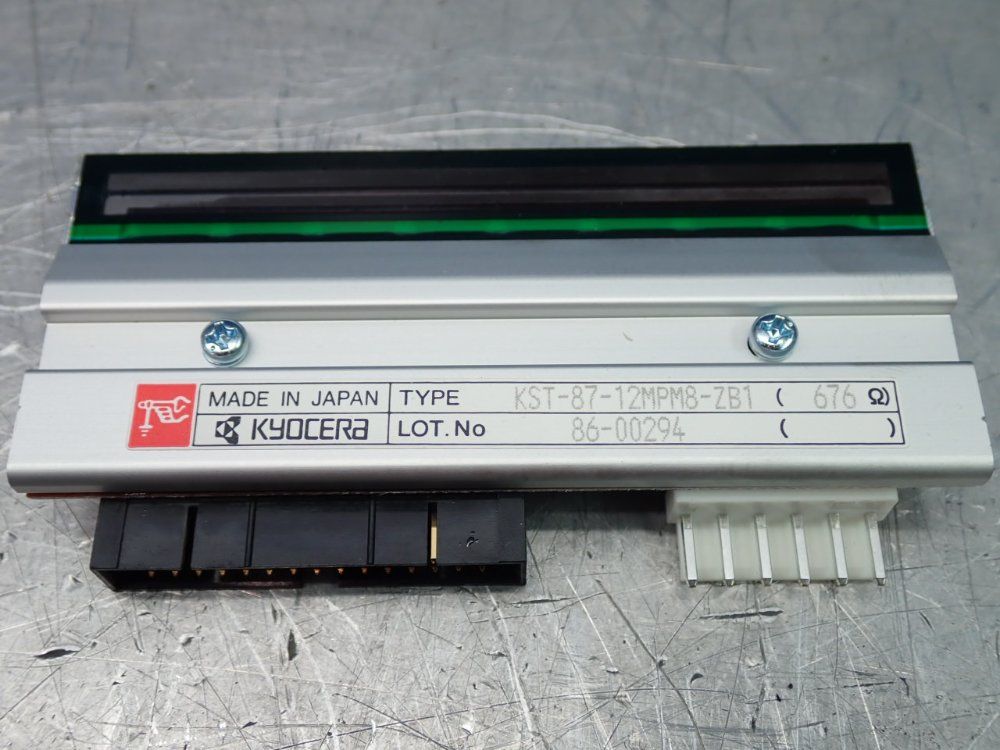 MADE IN JAPAN TYPE KST-87-12MPM8-ZB1 ( 676 Ω)
KYOCERA LOT. No 86-00294 ( )